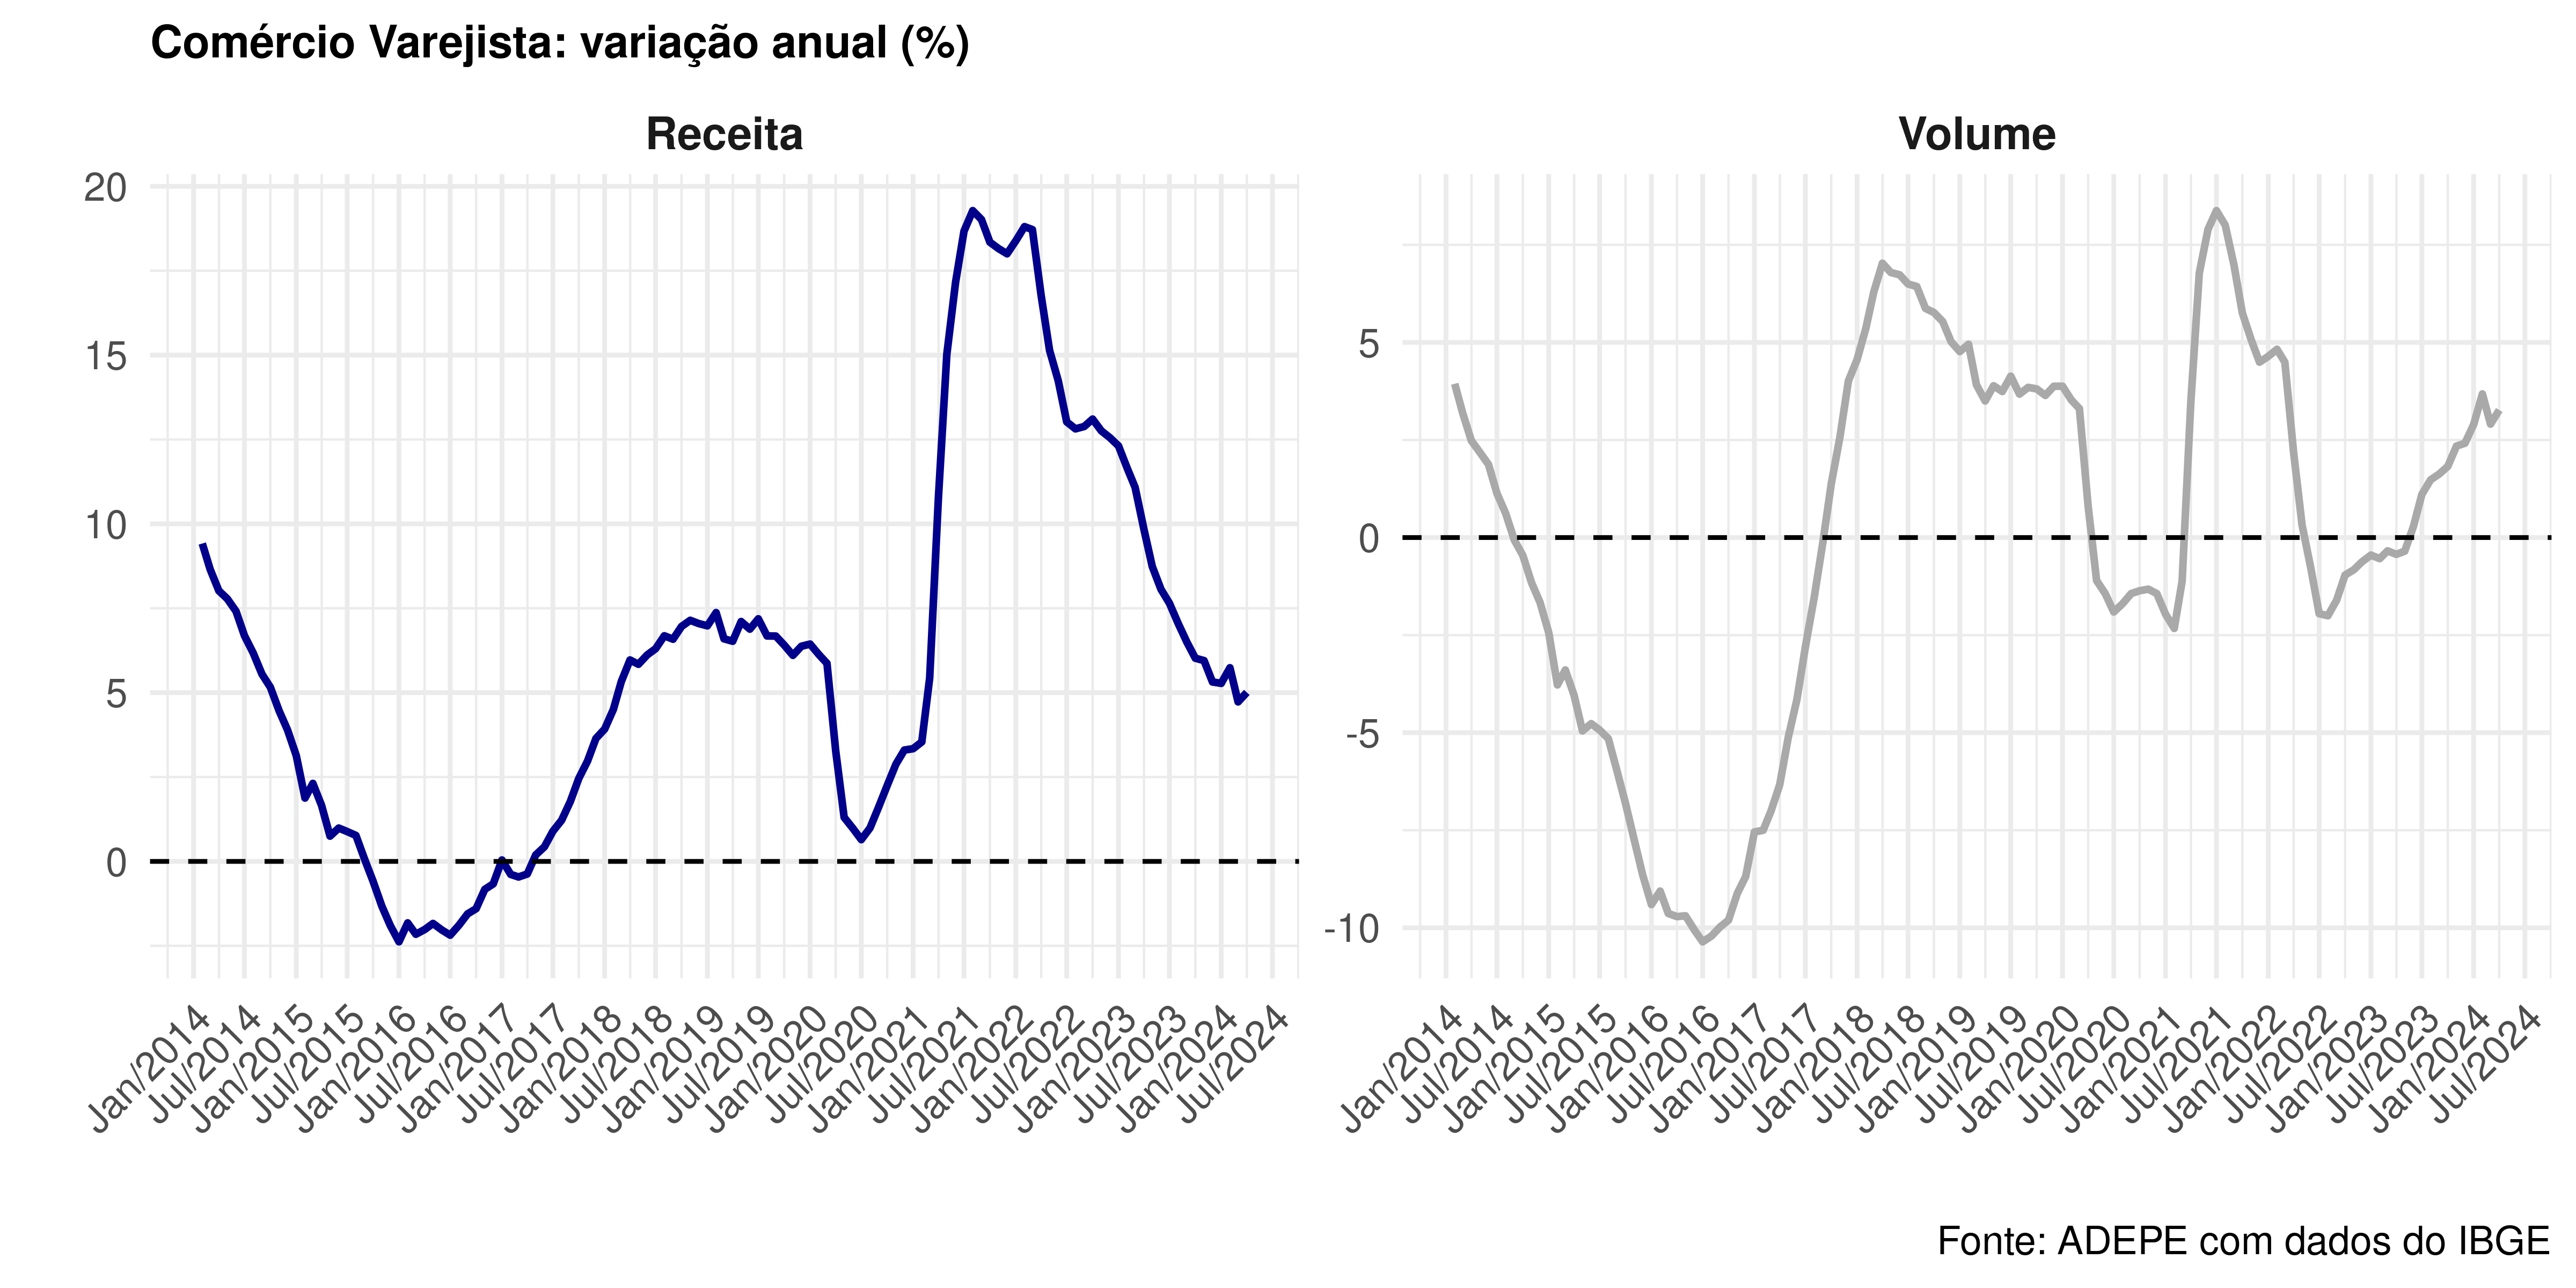 Comércio Varejista: variação anual (%)
Receita
20
15
10
5
0
Jan/2014
Jul/2014
Jan/2015
Jul/2015
Jan/2016
Jul/2016
Jan/2017
Jul/2017
Jan/2018
Jul/2018
Jan/2019
Jul/2019
Jan/2020
Jul/2020
Jan/2021
Jul/2021
Jan/2022
Jul/2022
Jan/2023
Jul/2023
Jan/2024
Jul/2024
Volume
5
0
-5
-10
Jan/2014
Jul/2014
Jan/2015
Jul/2015
Jan/2016
Jul/2016
Jan/2017
Jul/2017
Jan/2018
Jul/2018
Jan/2019
Jul/2019
Jan/2020
Jul/2020
Jan/2021
Jul/2021
Jan/2022
Jul/2022
Jan/2023
Jul/2023
Jan/2024
Jul/2024
Fonte: ADEPE com dados do IBGE